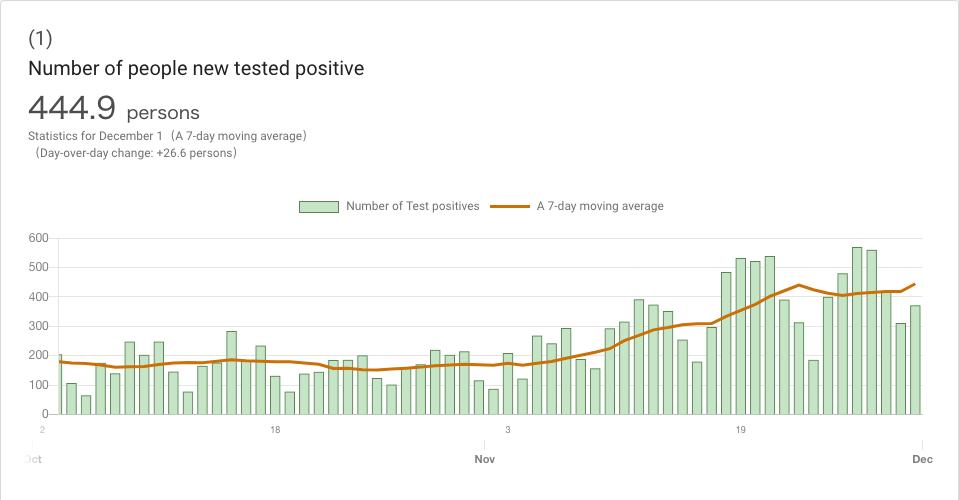 (1)
Number of people new tested positive
444.9 persons
Statistics for December 1（A 7-day moving average）
（Day-over-day change: +26.6 persons）
Number of Test positives A 7-day moving average
600
500
400
300
200
100
0
2 18 3 19
Oct Nov Dec